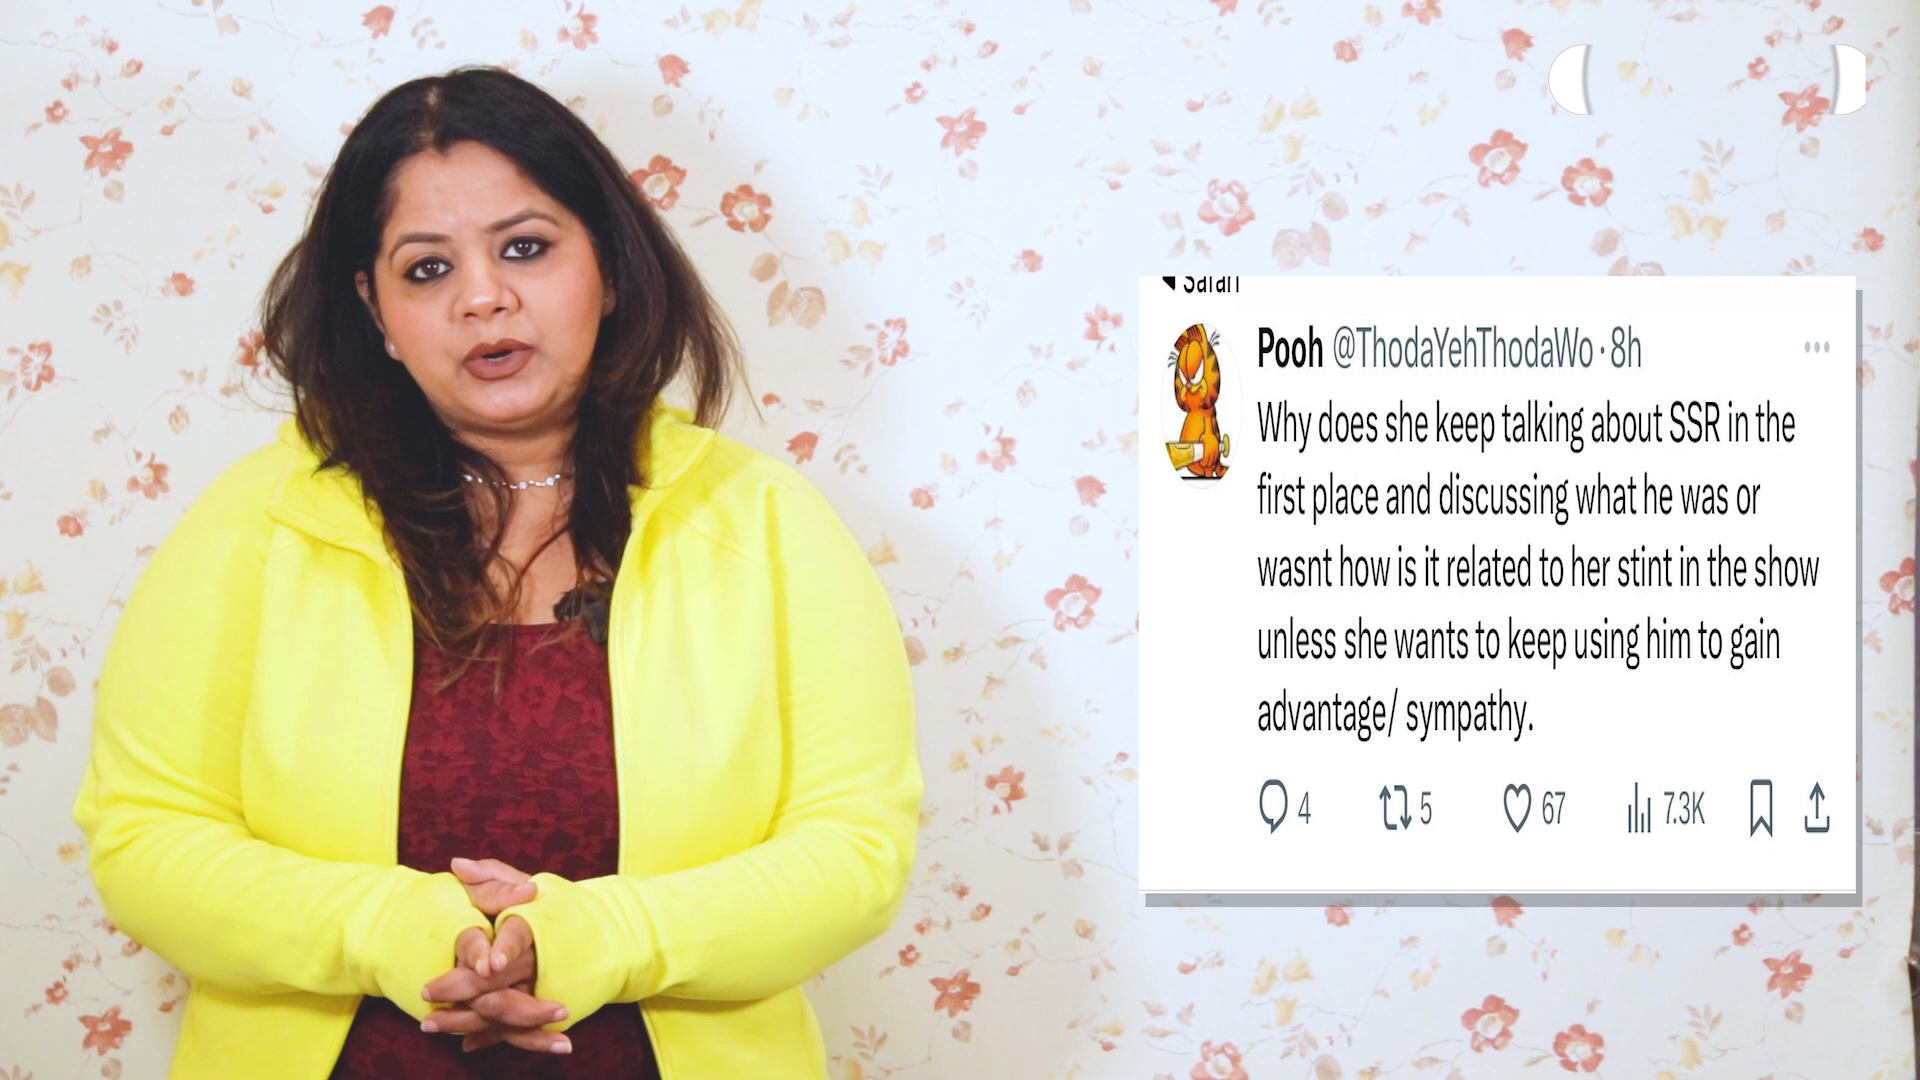 Safari
Pooh @ThodaYehThodaWo · 8h
Why does she keep talking about SSR in the
first place and discussing what he was or
wasnt how is it related to her stint in the show
unless she wants to keep using him to gain
advantage/ sympathy.
4 5 67 7.3K